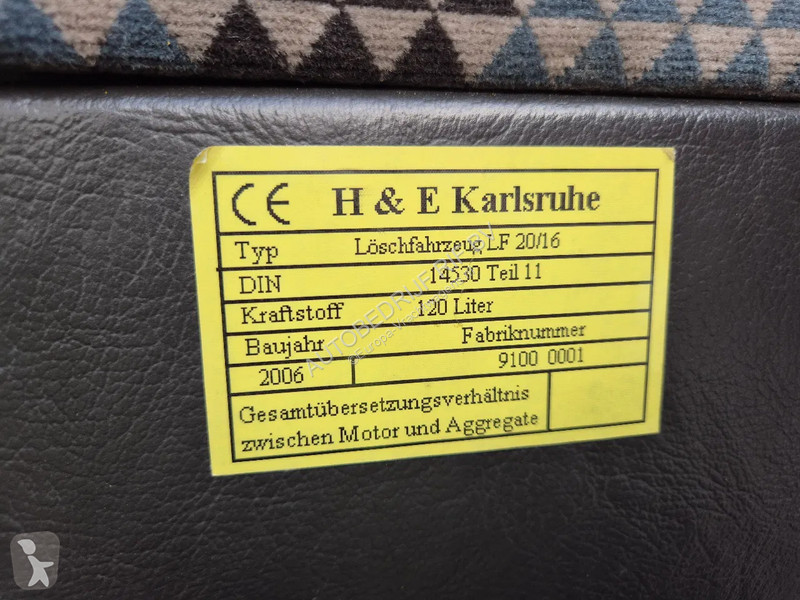 CE H & E Karlsruhe
Typ Löschfahrzeug LF 20/16
DIN 14530 Teil 11
Kraftstoff 120 Liter
Baujahr Fabriknummer
2006 9100 0001
Gesamtübersetzungsverhältnis
zwischen Motor und Aggregate